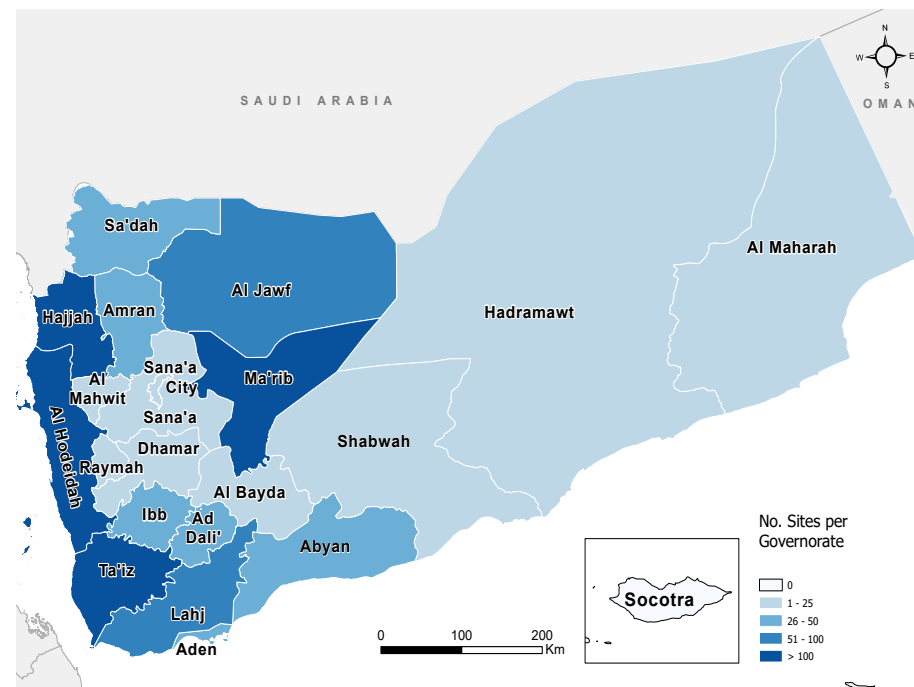 N
W E
S
SAUDI ARABIA
OMAN
Sa'dah
Al Maharah
Al Jawf
Hadramawt
Hajjah
Amran
Sana'a
City
Ma'rib
Al
Mahwit
Sana'a
Al Hodeidah
Shabwah
Dhamar
Raymah
Al Bayda
Ibb
Ad
Dali'
Abyan
Ta'iz
Lahj
Aden
Socotra
0 100 200
Km
No. Sites per
Governorate
0
1 - 25
26 - 50
51 - 100
> 100